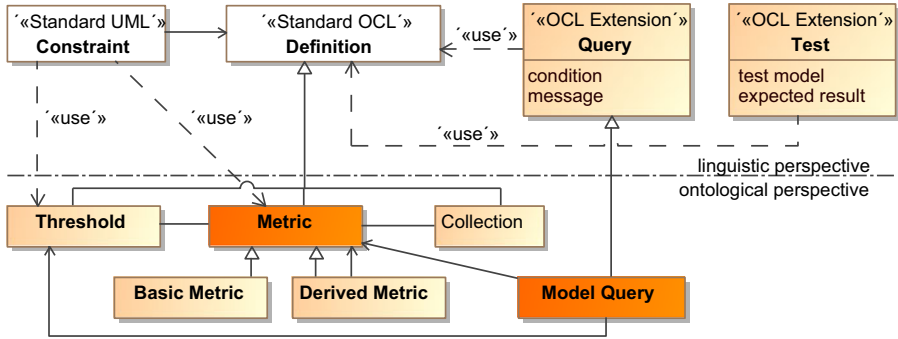 ´«Standard UML´»
Constraint
´«Standard OCL´»
Definition
´«use´»
´«OCL Extension´»
Query
condition
message
´«OCL Extension´»
Test
test model
expected result
´«use´»
´«use´»
´«use´»
linguistic perspective
ontological perspective
Threshold
Metric
Collection
Basic Metric
Derived Metric
Model Query